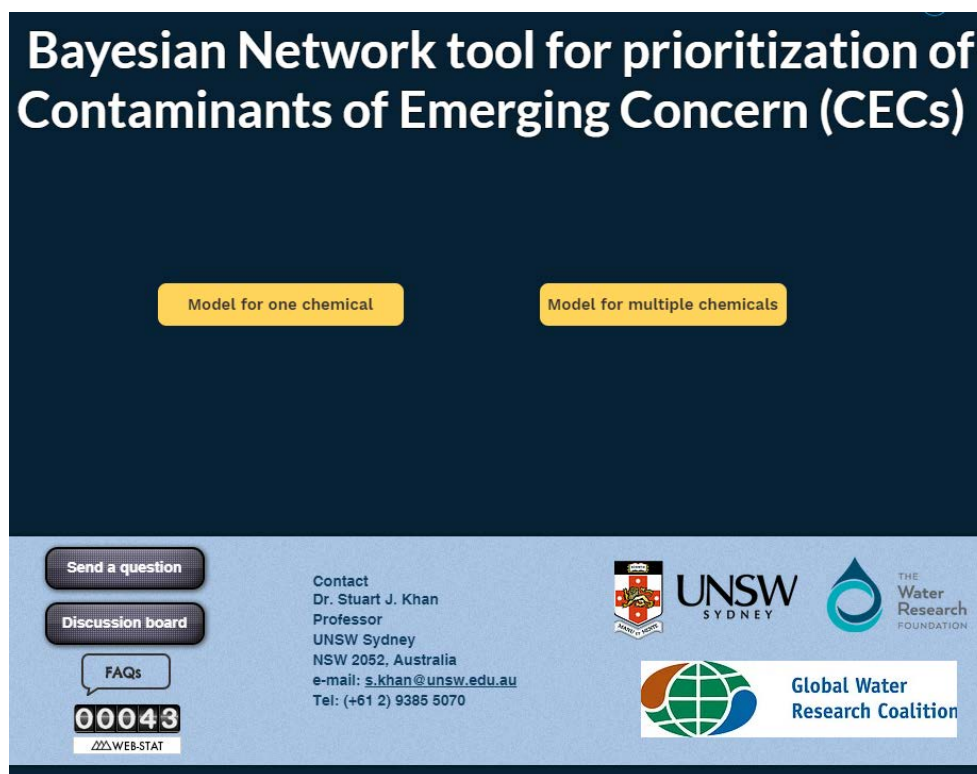 Bayesian Network tool for prioritization of
Contaminants of Emerging Concern (CECs)
Model for one chemical
Model for multiple chemicals
Send a question
Discussion board
FAQs
00043
WEB-STAT
Contact
Dr. Stuart J. Khan
Professor
UNSW Sydney
NSW 2052, Australia
e-mail: s.khan@unsw.edu.au
Tel: (+61 2) 9385 5070
UNSW
SYDNEY
THE
Water
Research
FOUNDATION
Global Water
Research Coalition